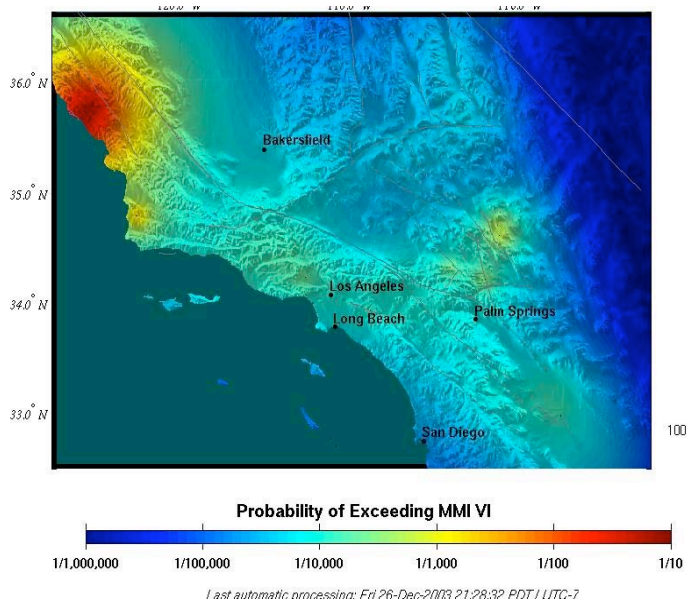 36.0° N
Bakersfield
35.0° N
Los Angeles
34.0° N
Palm Springs
Long Beach
33.0° N
San Diego
100
Probability of Exceeding MMI VI
1/1,000,000 1/100,000 1/10,000 1/1,000 1/100 1/10
Last automatic processing: Fri 26-Dec-2003 21:28:32 PDT / UTC-7